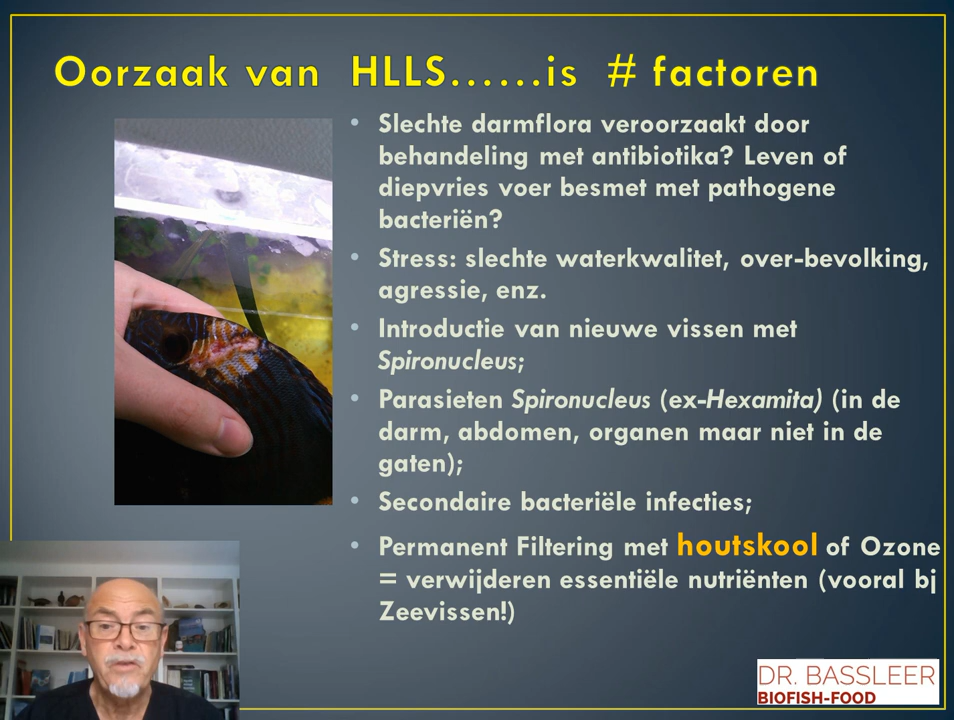 Oorzaak van HLLS......is # factoren
• Slechte darmflora veroorzaakt door
behandeling met antibiotika? Leven of
diepvries voer besmet met pathogene
bacteriën?
• Stress: slechte waterkwalitet, over-bevolking,
agressie, enz.
• Introductie van nieuwe vissen met
Spironucleus;
• Parasieten Spironucleus (ex-Hexamita) (in de
darm, abdomen, organen maar niet in de
gaten);
• Secondaire bacteriële infecties;
• Permanent Filtering met houtskool of Ozone
= verwijderen essentiële nutriënten (vooral bj
Zeevissen!)
DR. BASSLEER
BIOFISH-FOOD